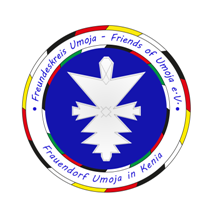 Freundeskreis Umoja - Friends of Umoja e.V.
Frauendorf Umoja in Kenia